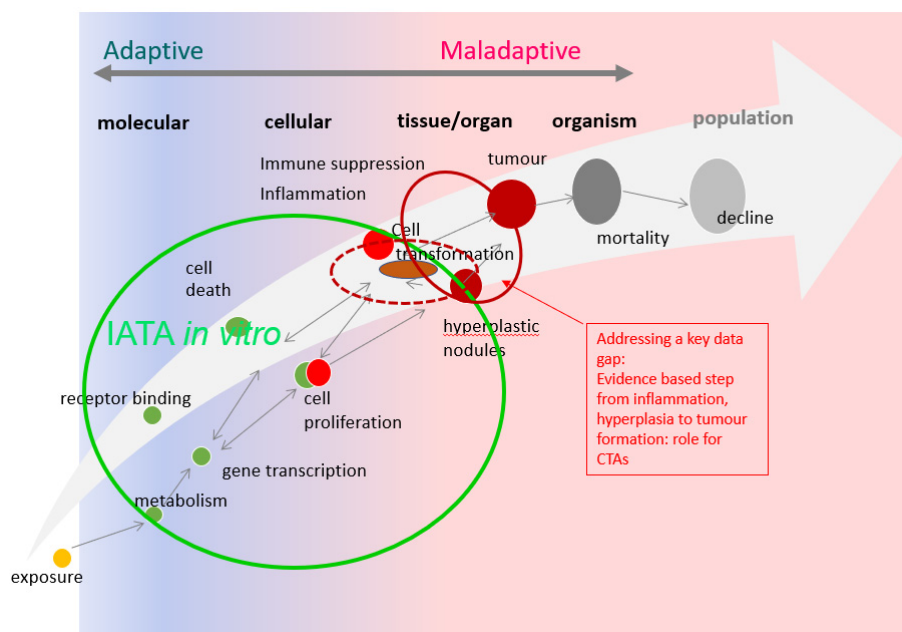 Adaptive
Maladaptive
molecular
cellular
tissue/organ
organism
population
Immune suppression
Inflammation
tumour
Cell
transformation
mortality
decline
cell
death
IATA in vitro
hyperplastic
nodules
receptor binding
cell
proliferation
gene transcription
metabolism
exposure
Addressing a key data
gap:
Evidence based step
from inflammation,
hyperplasia to tumour
formation: role for
CTAs